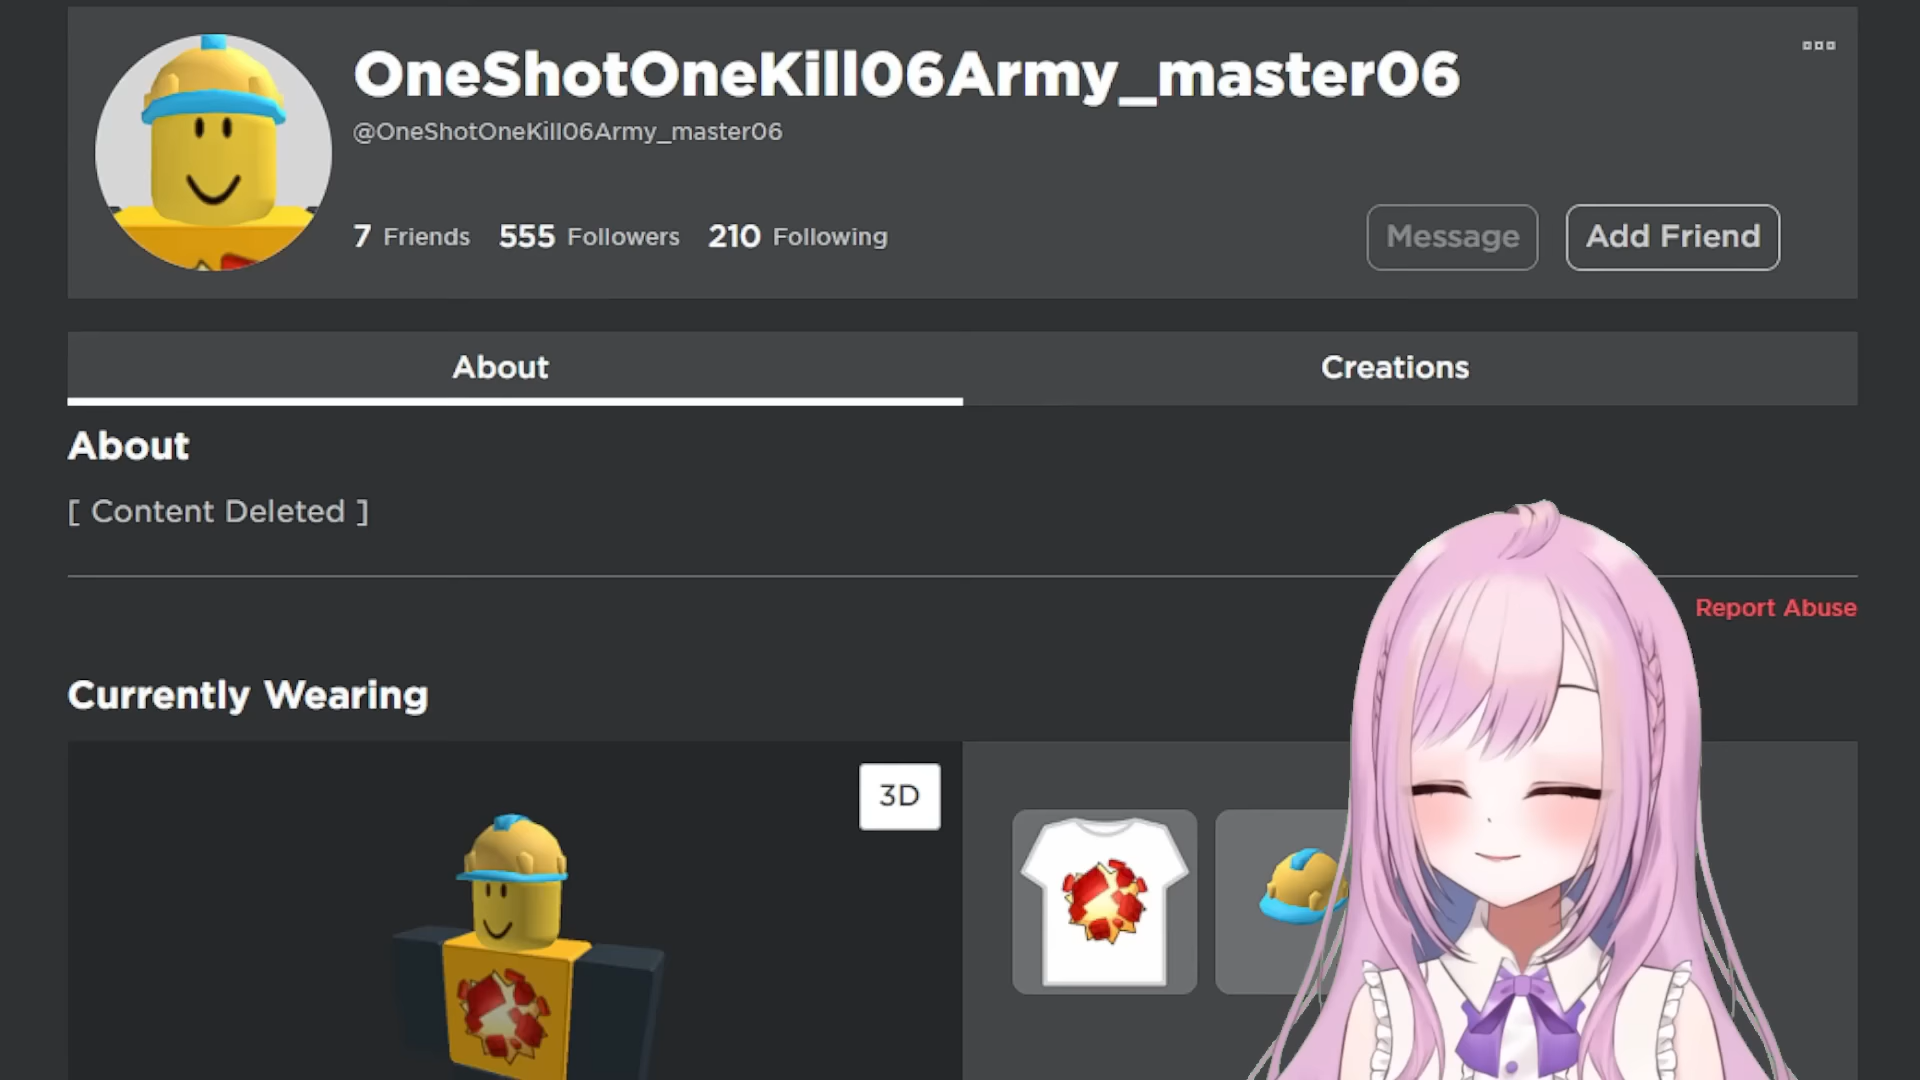 OneShotOneKill06Army_master06
@OneShotOneKill06Army_master06
7 Friends 555 Followers 210 Following
Message
Add Friend
About
Creations
About
[ Content Deleted ]
Report Abuse
Currently Wearing
3D